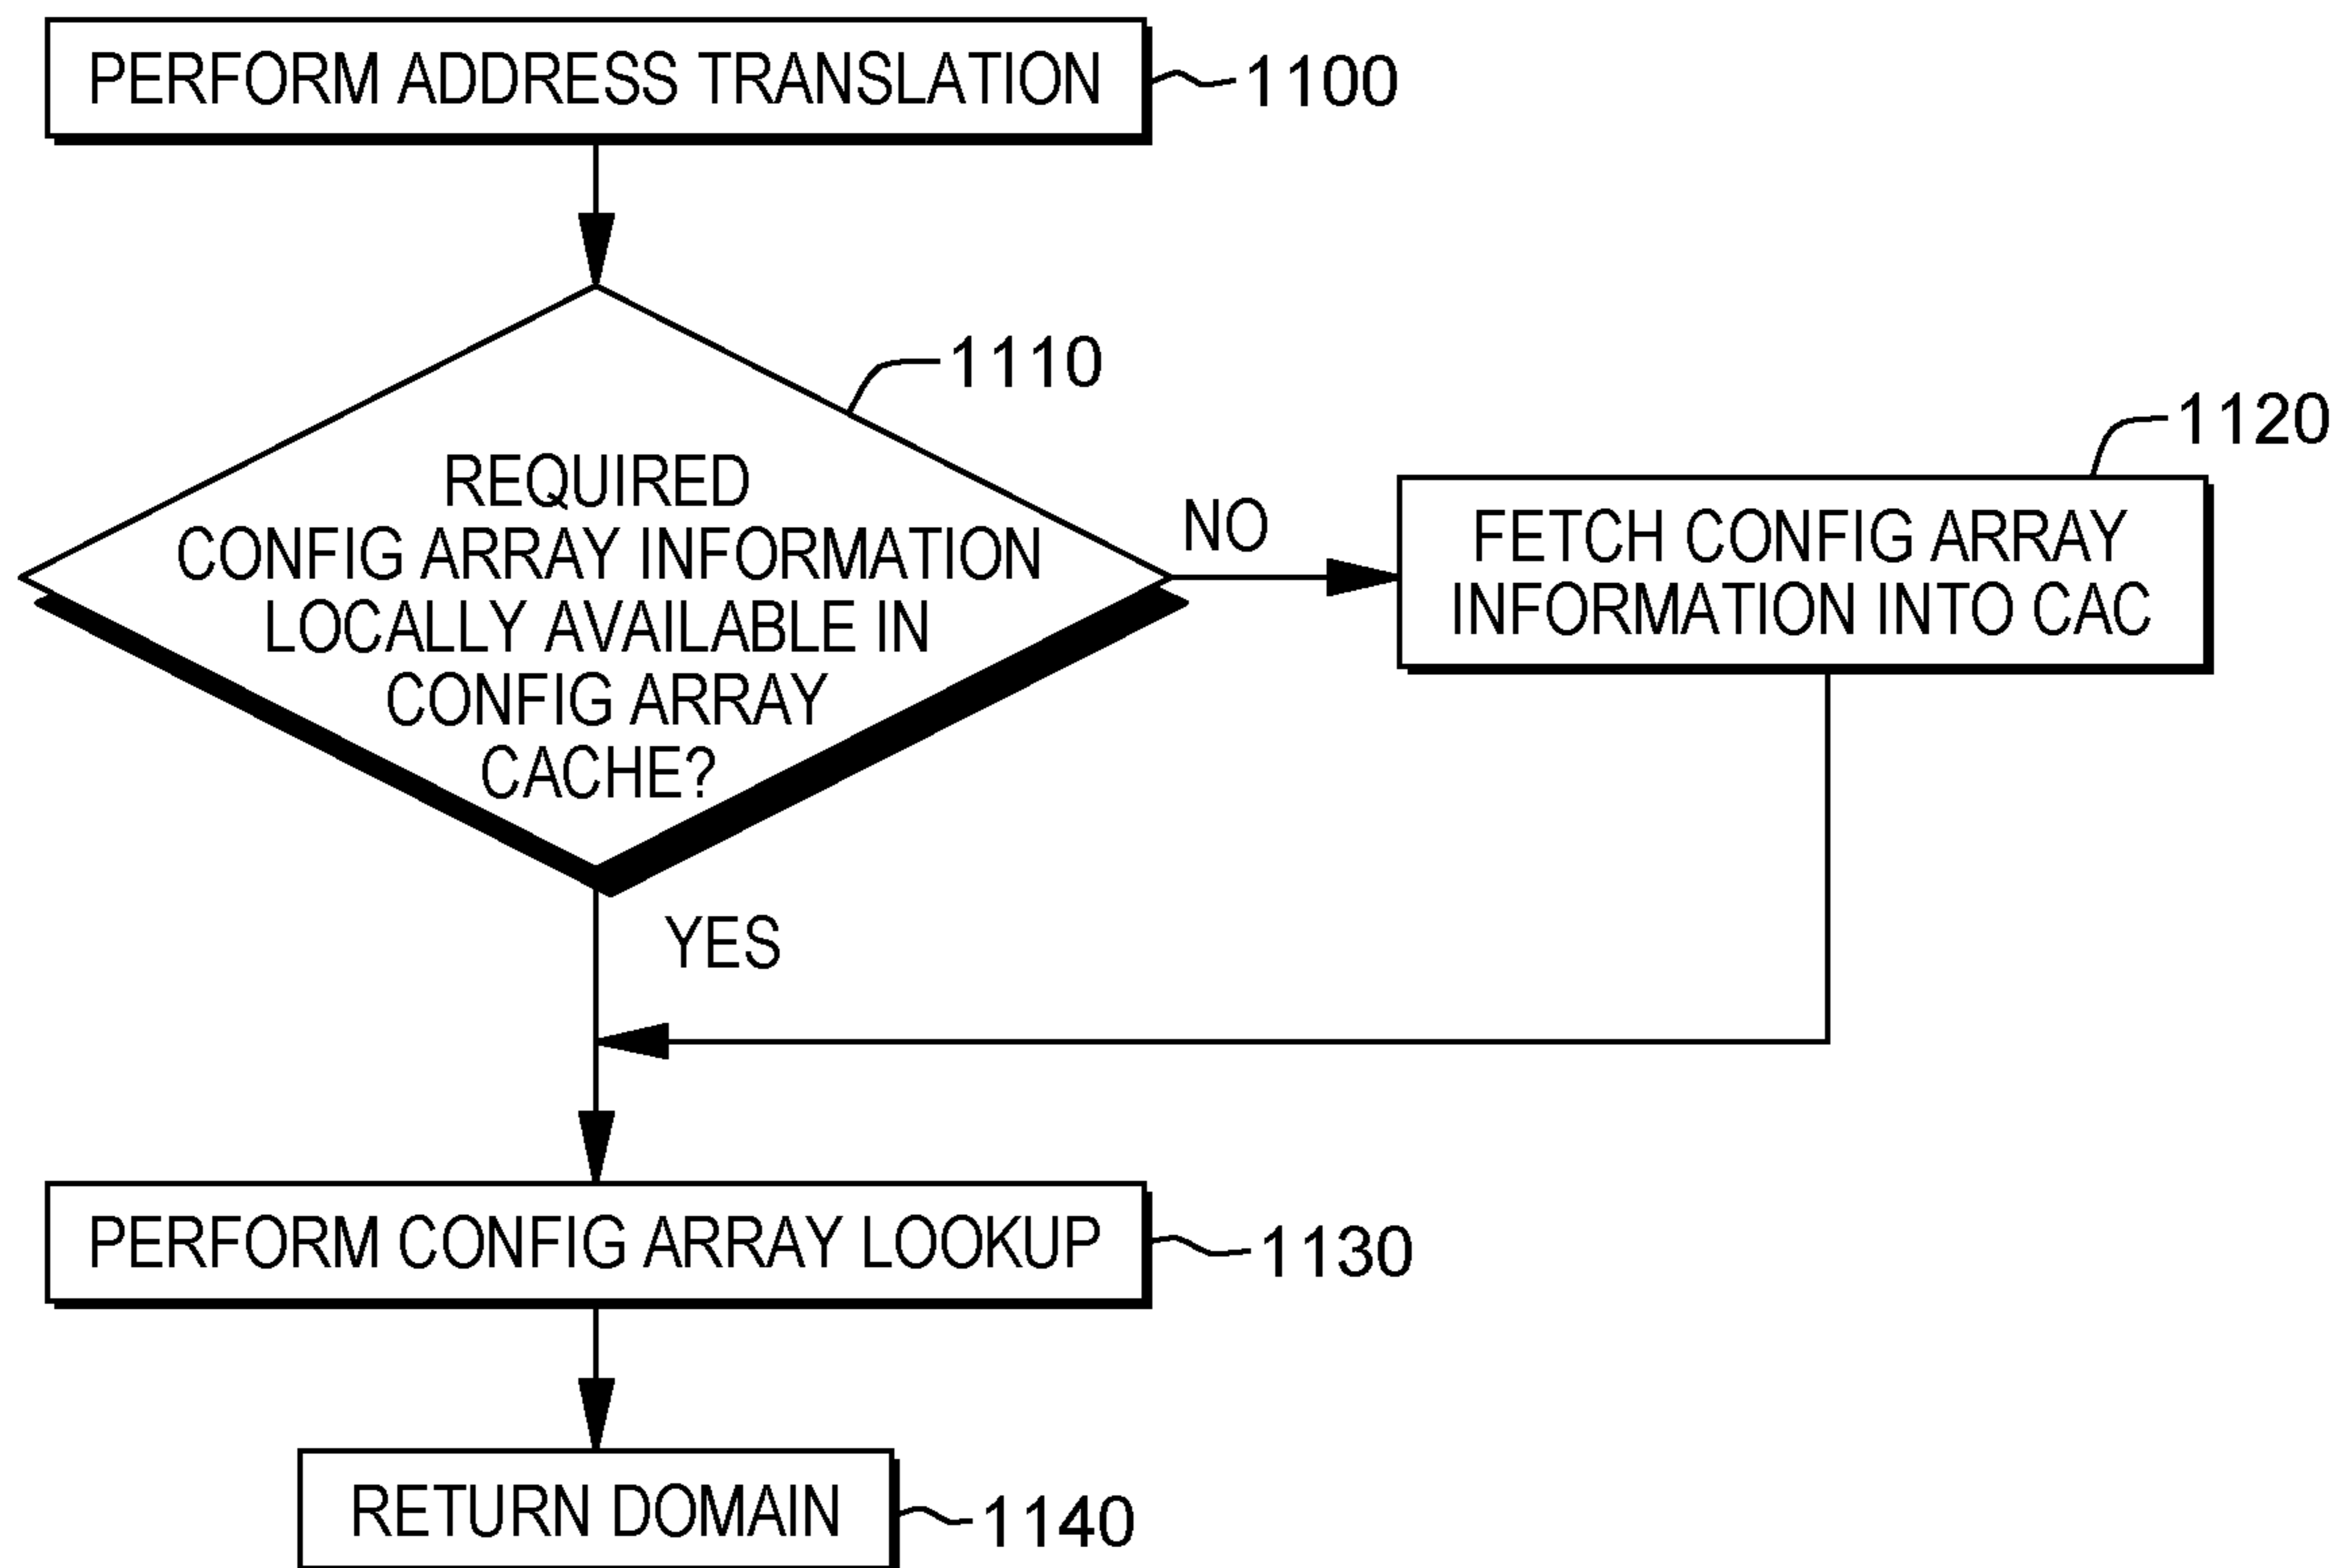 PERFORM ADDRESS TRANSLATION
1100
1110
REQUIRED
CONFIG ARRAY INFORMATION
LOCALLY AVAILABLE IN
CONFIG ARRAY
CACHE?
NO
1120
FETCH CONFIG ARRAY
INFORMATION INTO CAC
YES
PERFORM CONFIG ARRAY LOOKUP
1130
RETURN DOMAIN
1140